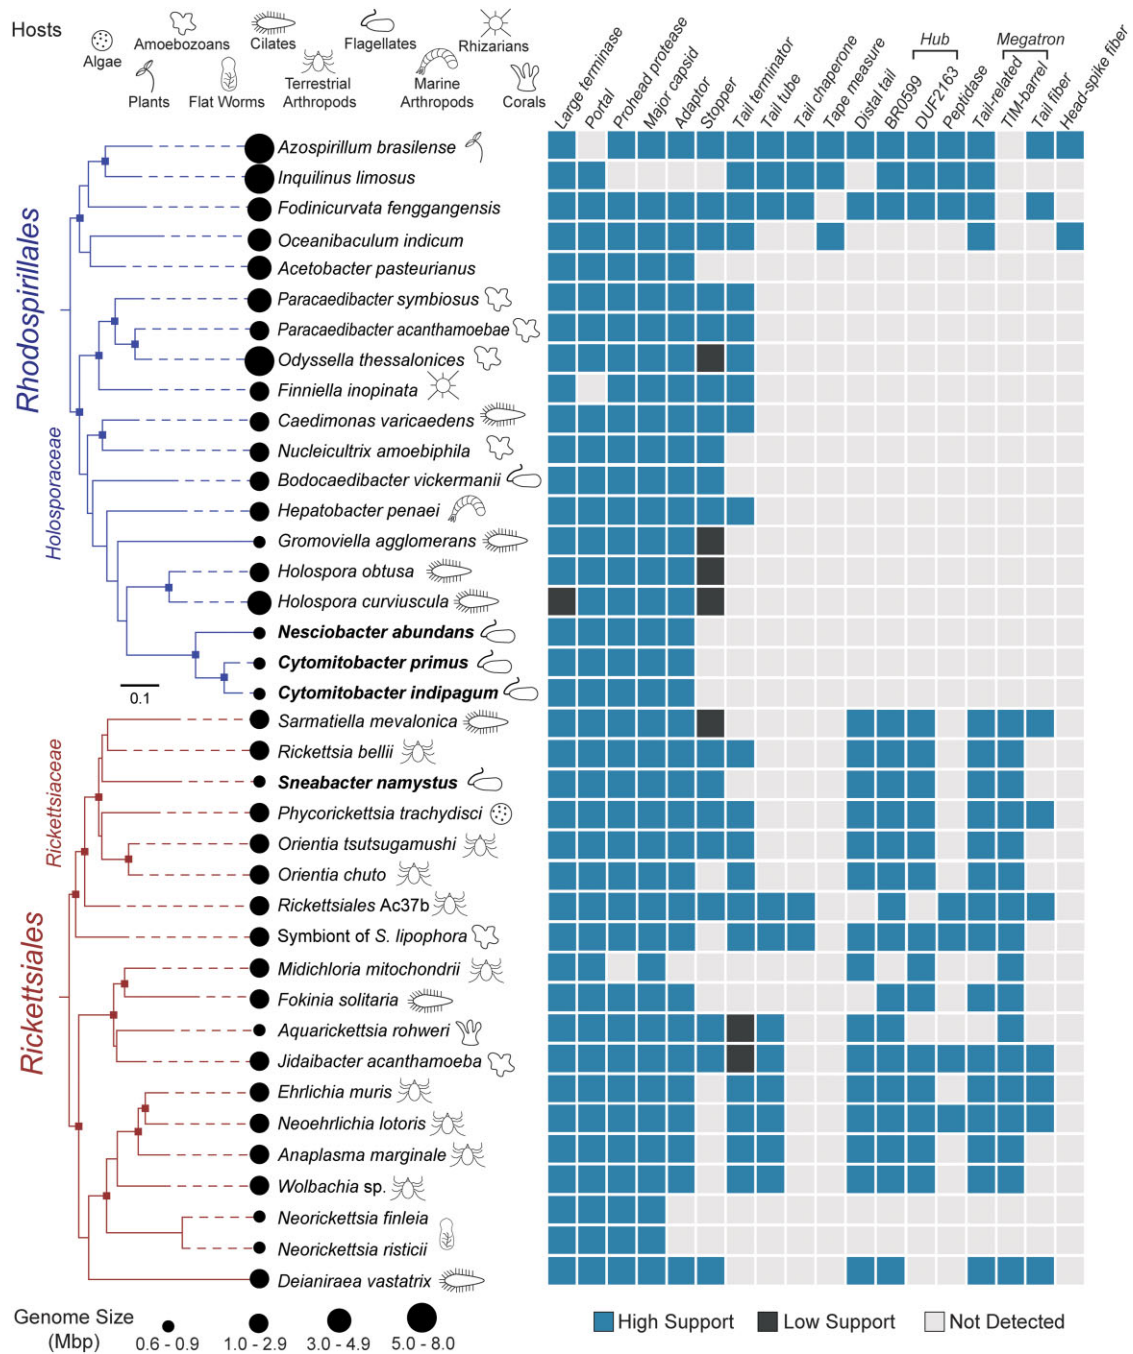 Hosts
Algae
Amoebozoans
Cilates
Flagellates
Rhizarians
Plants
Flat Worms
Terrestrial
Arthropods
Marine
Arthropods
Corals
Hub
Megatron
Large terminase
Portal
Prohead protease
Major capsid
Adaptor
Stopper
Tail terminator
Tail tube
Tail chaperone
Tape measure
Distal tail
BR0599
DUF2163
Peptidase
Tail-related
TIM-barrel
Tail fiber
Head-spike fiber
Rhodospirillales
Holosporaceae
Azospirillum brasilense
Inquilinus limosus
Fodinicurvata fenggangensis
Oceanibaculum indicum
Acetobacter pasteurianus
Paracaedibacter symbiosus
Paracaedibacter acanthamoebae
Odyssella thessalonices
Finniella inopinata
Caedimonas varicaedens
Nucleicultrix amoebiphila
Bodocaedibacter vickermanii
Hepatobacter penaei
Gromoviella agglomerans
Holospora obtusa
Holospora curviuscula
Nesciobacter abundans
Cytomitobacter primus
Cytomitobacter indipagum
0.1
Rickettsiales
Rickettsiaceae
Sarmatiella mevalonica
Rickettsia bellii
Sneabacter namystus
Phycorickettsia trachydisci
Orientia tsutsugamushi
Orientia chuto
Rickettsiales Ac37b
Symbiont of S. lipophora
Midichloria mitochondrii
Fokinia solitaria
Aquarickettsia rohweri
Jidaibacter acanthamoeba
Ehrlichia muris
Neoehrlichia lotoris
Anaplasma marginale
Wolbachia sp.
Neorickettsia finleia
Neorickettsia risticii
Deianiraea vastatrix
Genome Size
(Mbp)
0.6 - 0.9
1.0 - 2.9
3.0 - 4.9
5.0 - 8.0
High Support
Low Support
Not Detected